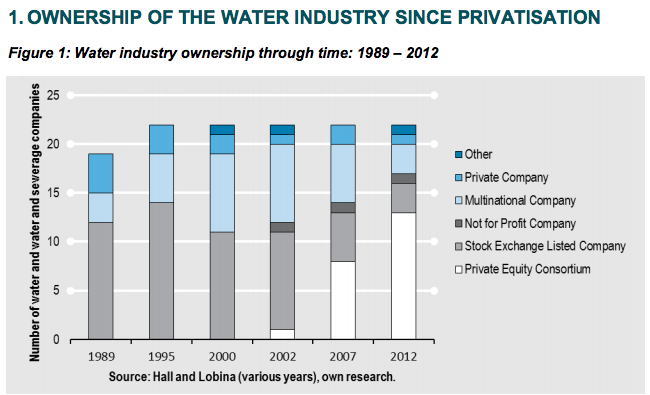 1. OWNERSHIP OF THE WATER INDUSTRY SINCE PRIVATISATION
Figure 1: Water industry ownership through time: 1989 – 2012
Number of water and water and severage companies
25
20
15
10
5
0
1989 1995 2000 2002 2007 2012
Other
Private Company
Multinational Company
Not for Profit Company
Stock Exchange Listed Company
Private Equity Consortium
Source: Hall and Lobina (various years), own research.